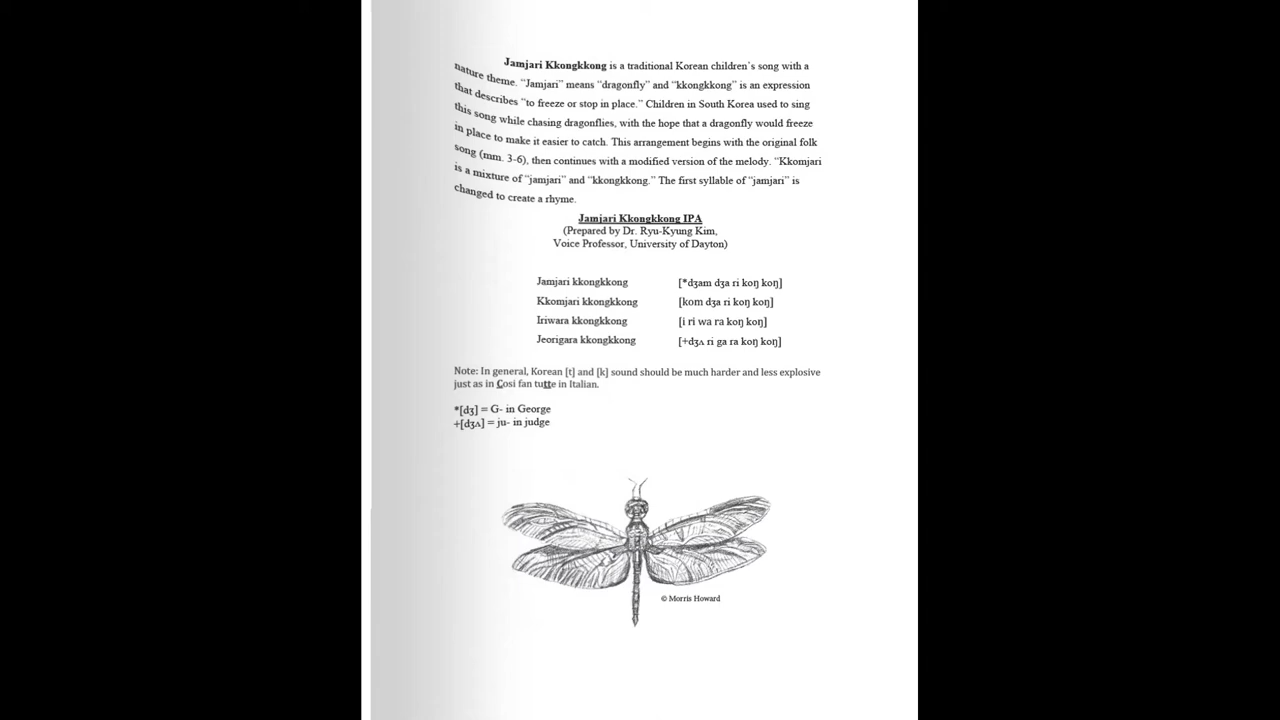 Jamjari Kkongkkong is a traditional Korean children's song with a
nature theme. "Jamjari" means "dragonfly" and "kkongkkong" is an expression
that describes "to freeze or stop in place." Children in South Korea used to sing
this song while chasing dragonflies, with the hope that a dragonfly would freeze
in place to make it easier to catch. This arrangement begins with the original folk
song (mm. 3-6), then continues with a modified version of the melody. "Kkomjari
is a mixture of "jamjari" and "kkongkkong." The first syllable of "jamjari" is
changed to create a rhyme.
Jamjari Kkongkkong IPA
(Prepared by Dr. Ryu-Kyung Kim,
Voice Professor, University of Dayton)
Jamjari kkongkkong [*dʒam dʒa ri koŋ koŋ]
Kkomjari kkongkkong [kom dʒa ri koŋ koŋ]
Iriwara kkongkkong [i ri wa ra koŋ koŋ]
Jeorigara kkongkkong [+dʒʌ ri ga ra koŋ koŋ]
Note: In general, Korean [t] and [k] sound should be much harder and less explosive
just as in Cosi fan tutte in Italian.
*[dʒ] = G- in George
+[dʒʌ] = ju- in judge
© Morris Howard